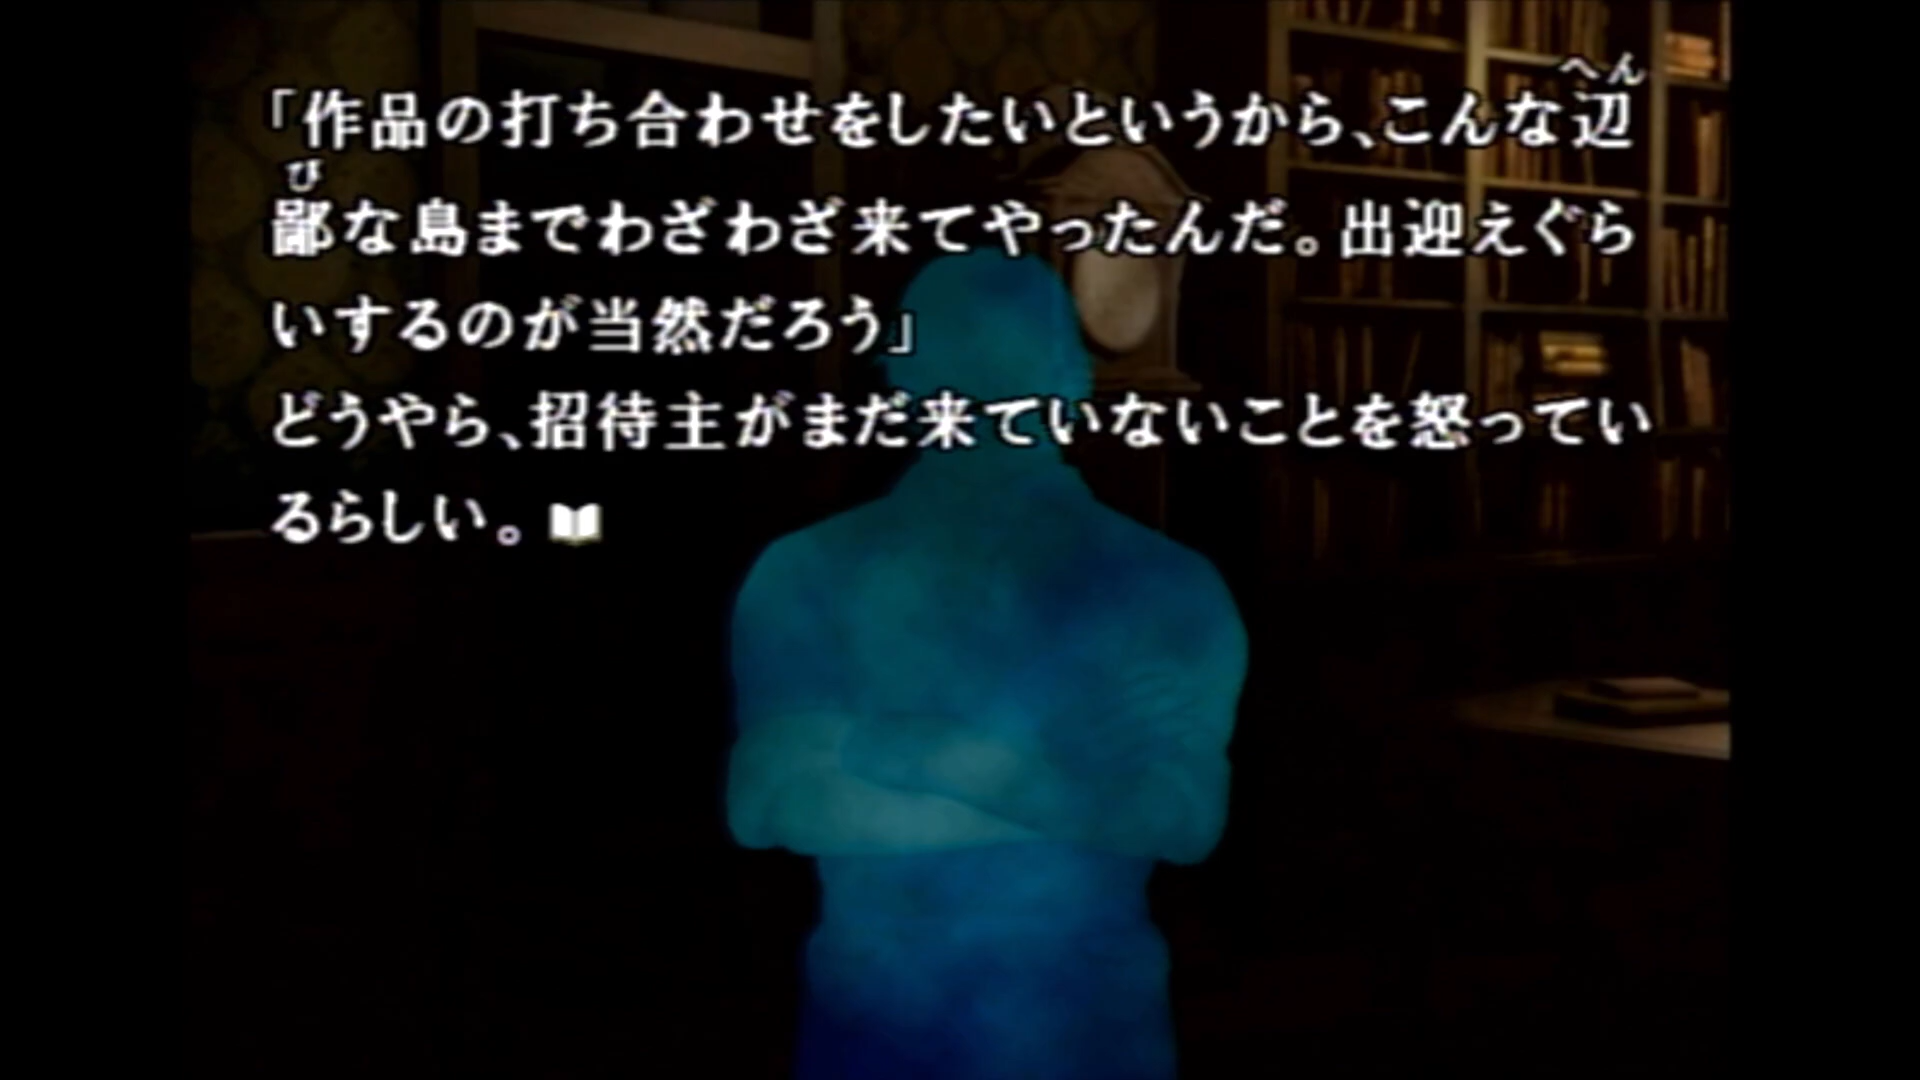 「作品の打ち合わせをしたいというから、こんな辺
鄙な島までわざわざ来てやったんだ。出迎えぐら
いするのが当然だろう」
どうやら、招待主がまだ来ていないことを怒ってい
るらしい。